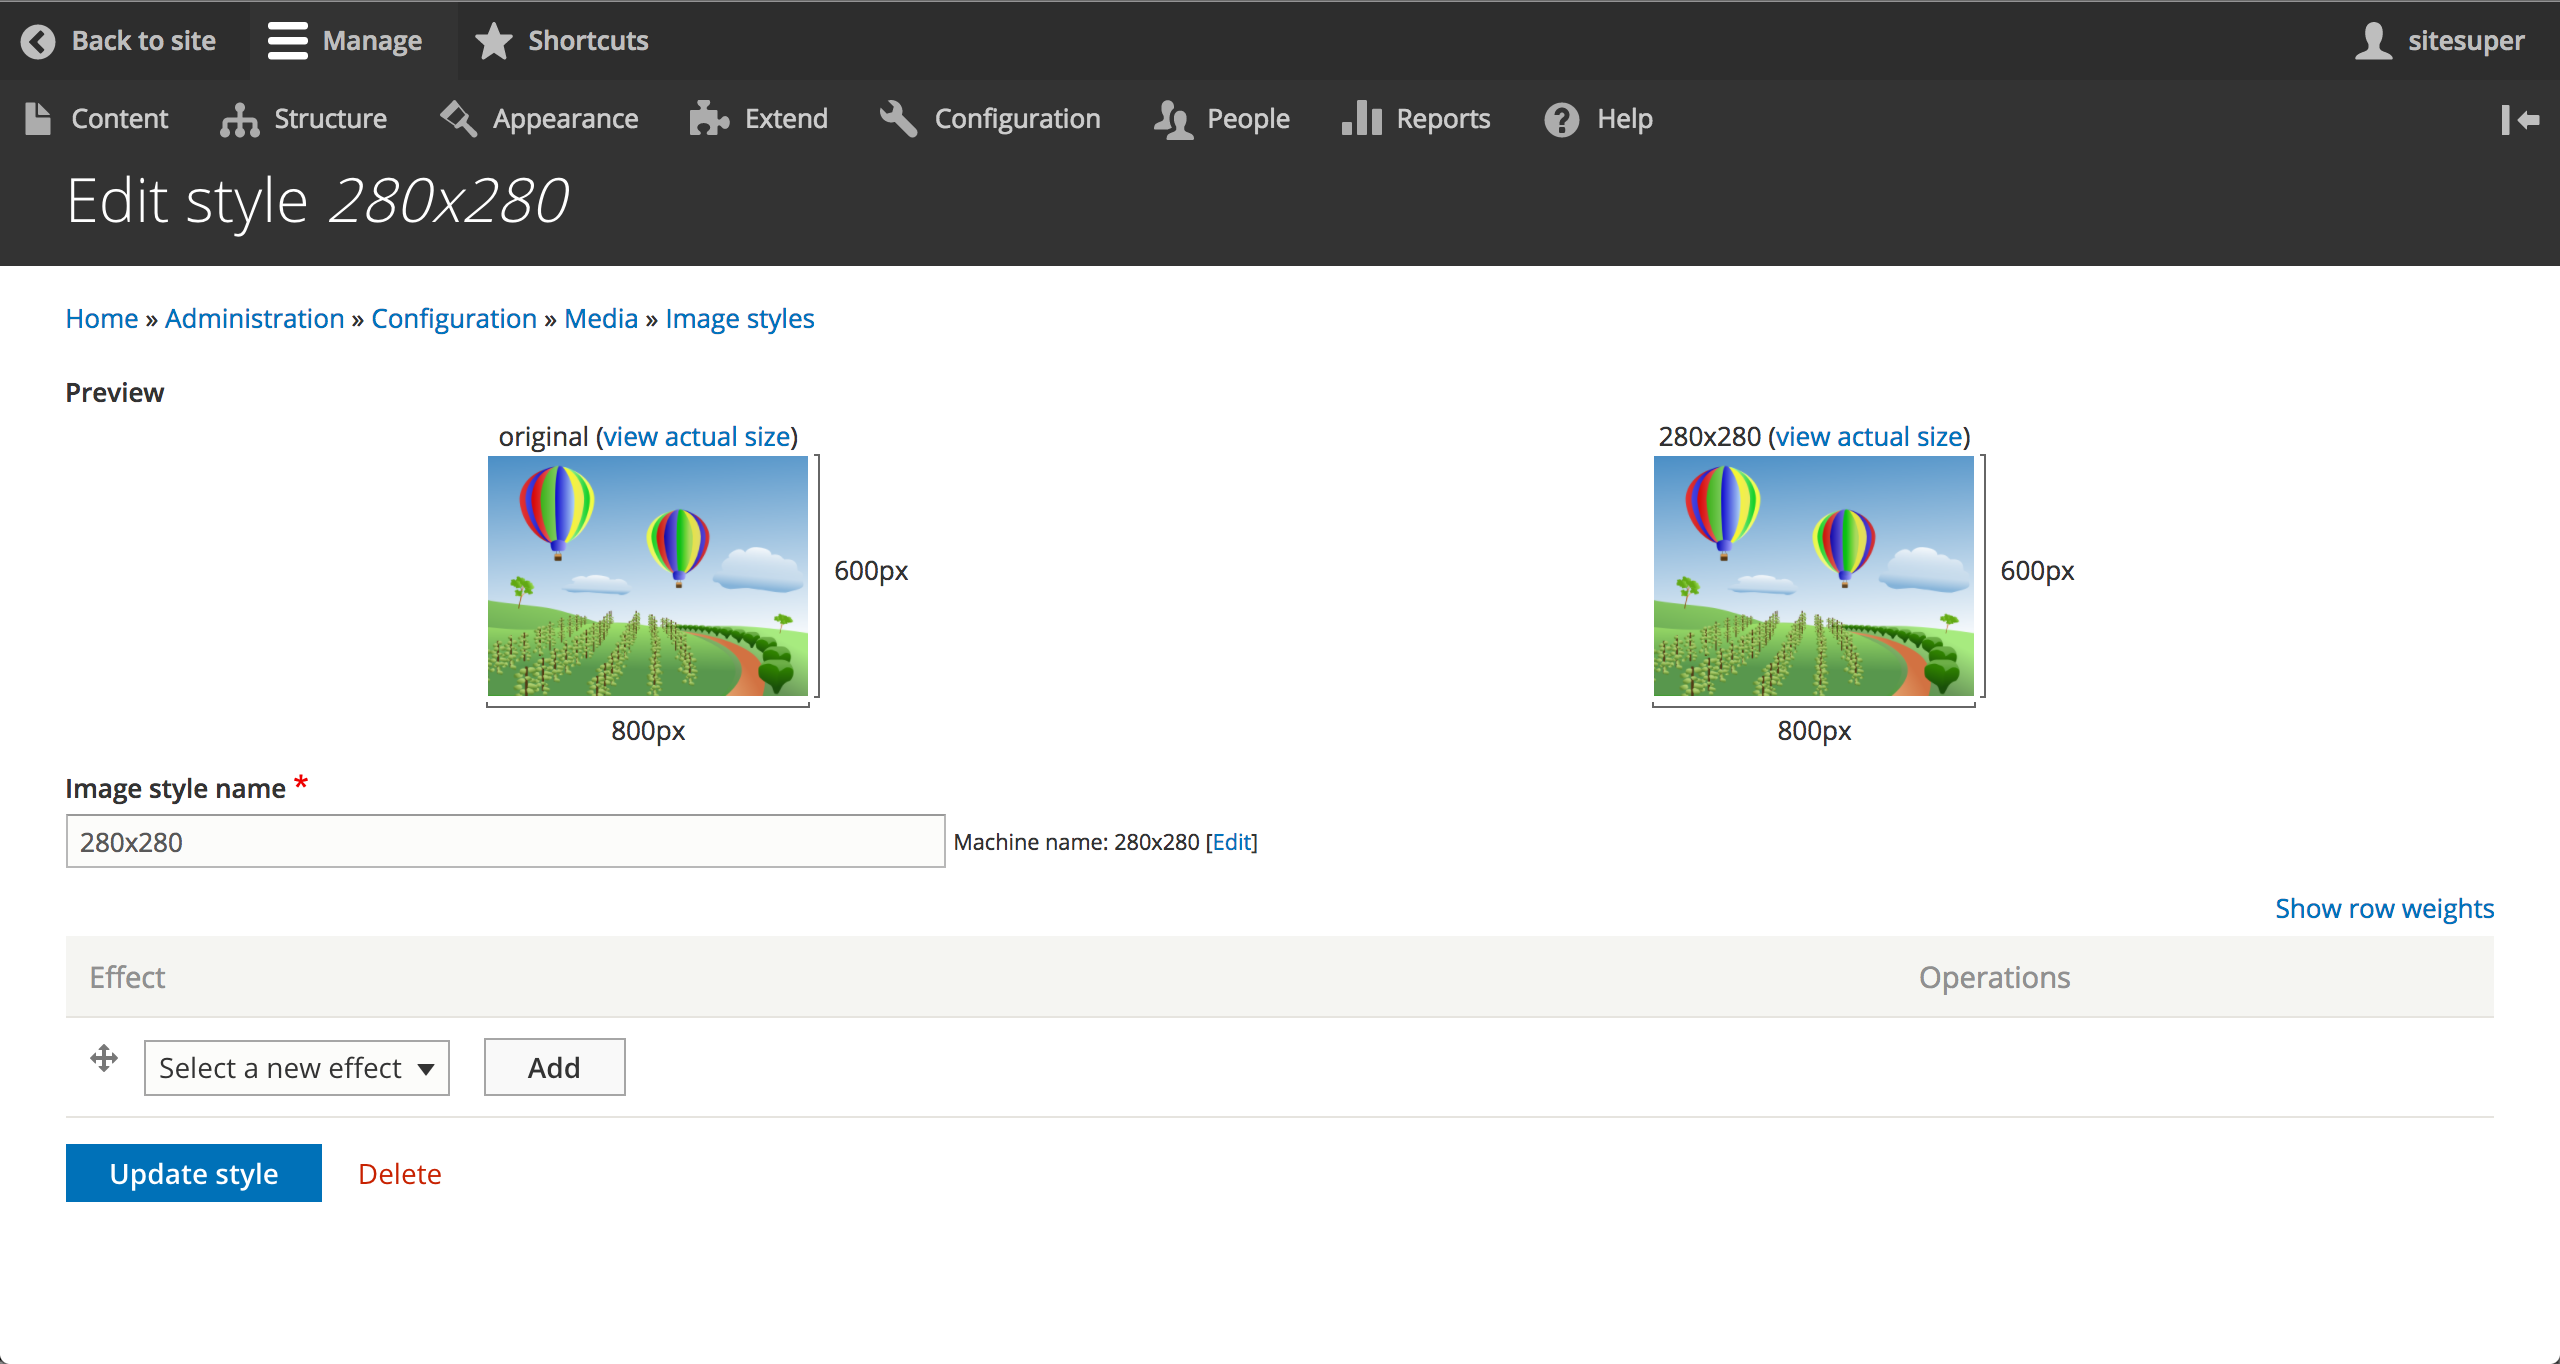 Back to site Manage Shortcuts sitesuper
Content Structure Appearance Extend Configuration People Reports Help
Edit style 280x280
Home » Administration » Configuration » Media » Image styles
Preview
original (view actual size)
600px
800px
280x280 (view actual size)
600px
800px
Image style name *
280x280 Machine name: 280x280 [Edit]
Show row weights
Effect Operations
Select a new effect Add
Update style Delete